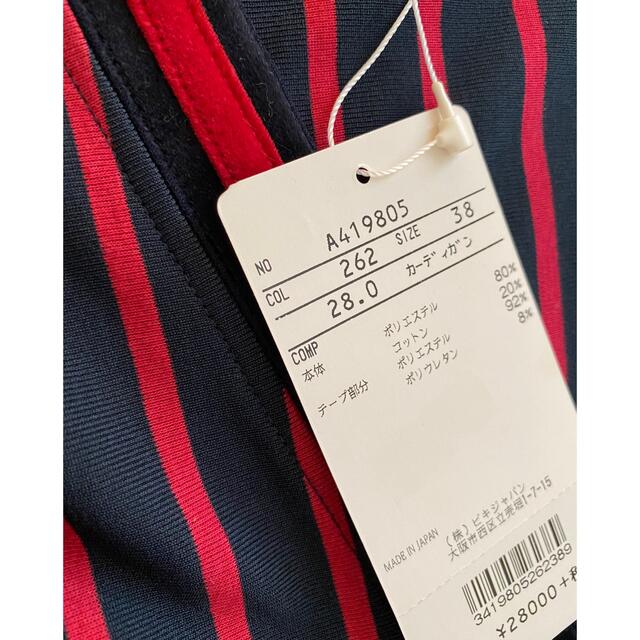 NO A419805
COL 262 SIZE 38
28.0 カーディガン
COMP
本体 ポリエステル 80%
コットン 20%
テープ部分 ポリエステル 92%
ポリウレタン 8%
MADE IN JAPAN
(株)ピキジャパン
大阪市西区立売堀1-7-15
3419805262389
¥28000+税